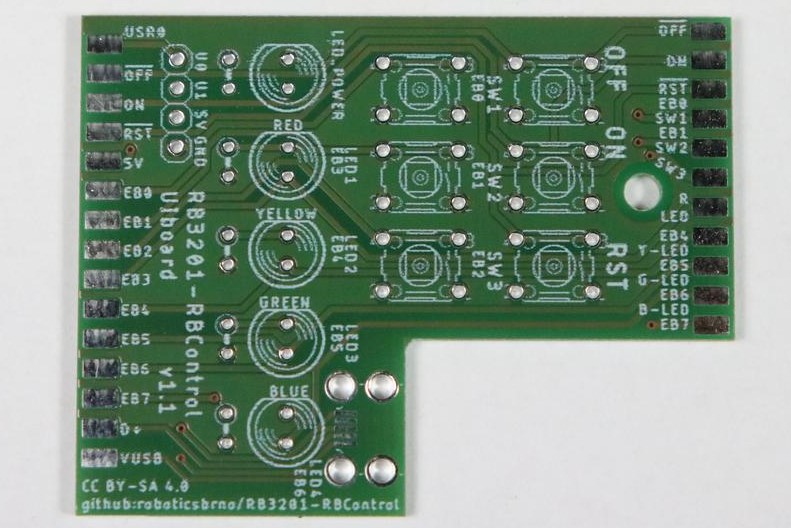 USR0
OFF
ON
RST
5V
EB0
EB1
EB2
EB3
EB4
EB5
EB6
EB7
D+
VUSB
U0
U1
5V
GND
LED_POWER
RED
LED1
EB3
YELLOW
LED2
EB4
GREEN
LED3
EB5
BLUE
LED4
EB6
RB3201-RBControl
UIboard v1.1
EB0
SW1
EB1
SW2
EB2
SW3
OFF
ON
RST
OFF
ON
RST
EB0
SW1
EB1
SW2
SW3
R
LED
EB4
Y-LED
EB5
G-LED
EB6
B-LED
EB7
CC BY-SA 4.0
github:roboticsbrno/RB3201-RBControl